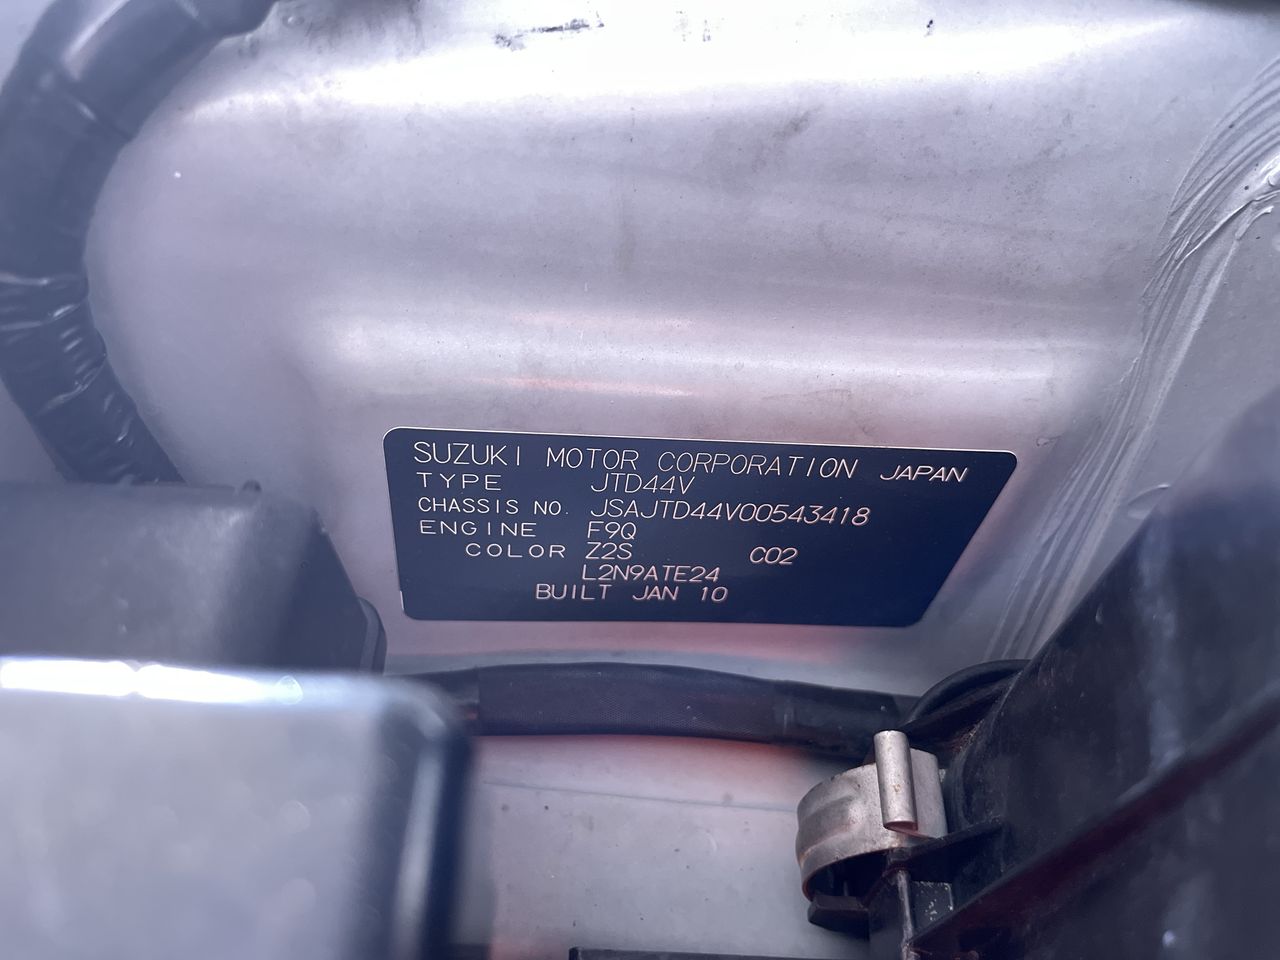 SUZUKI MOTOR CORPORATION JAPAN
TYPE JTD44V
CHASSIS NO. JSAJTD44V00543418
ENGINE F9Q
COLOR Z2S C02
L2N9ATE24
BUILT JAN 10